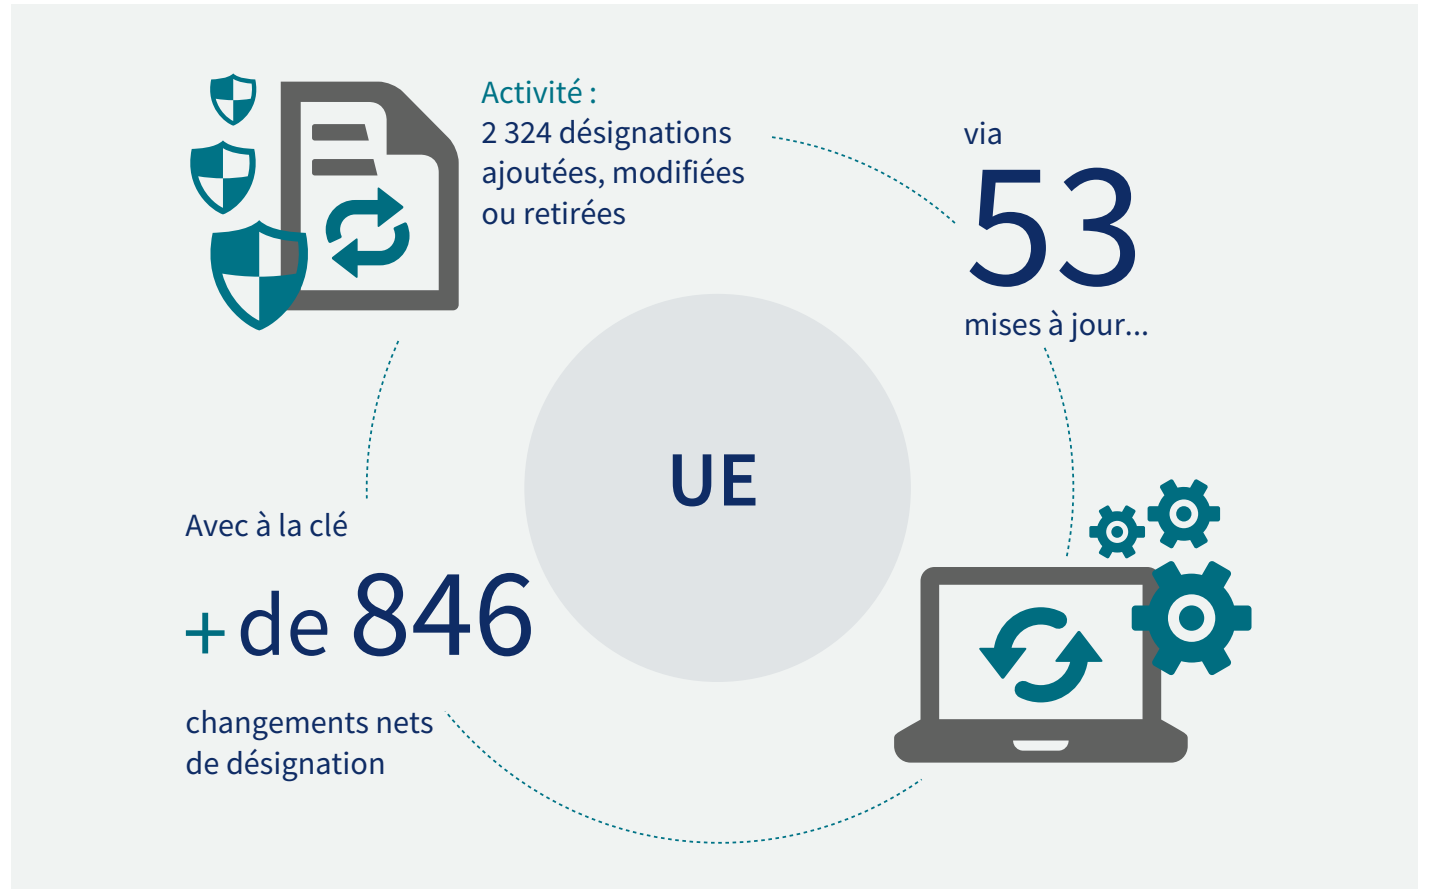 Activité :
2 324 désignations
ajoutées, modifiées
ou retirées
via
53
mises à jour...
UE
Avec à la clé
+ de 846
changements nets
de désignation